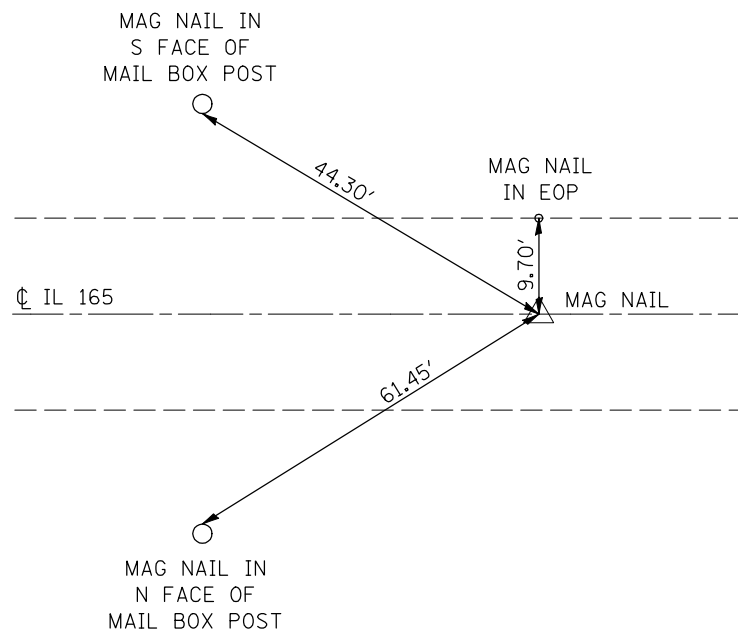 MAG NAIL IN
S FACE OF
MAIL BOX POST
44.30'
MAG NAIL
IN EOP
9.70'
℄ IL 165
MAG NAIL
61.45'
MAG NAIL IN
N FACE OF
MAIL BOX POST